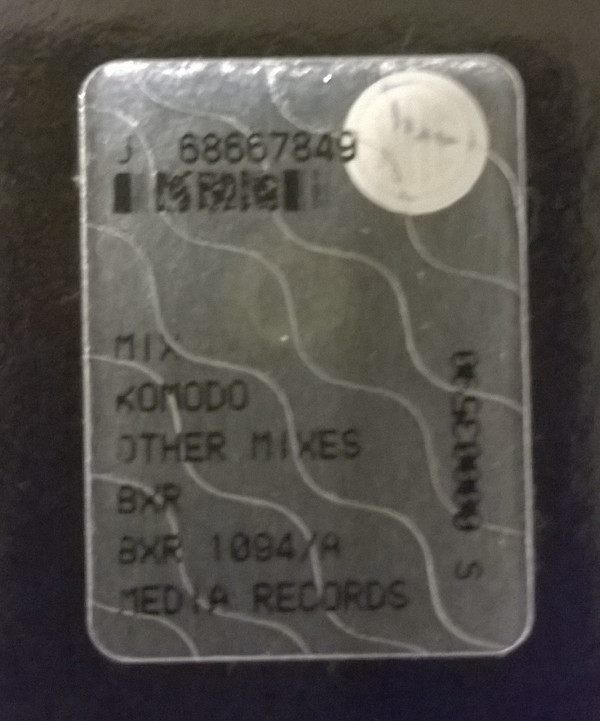 J 68667849
MIX
KOMODO
OTHER MIXES
BXR
BXR 1094/A
MEDIA RECORDS